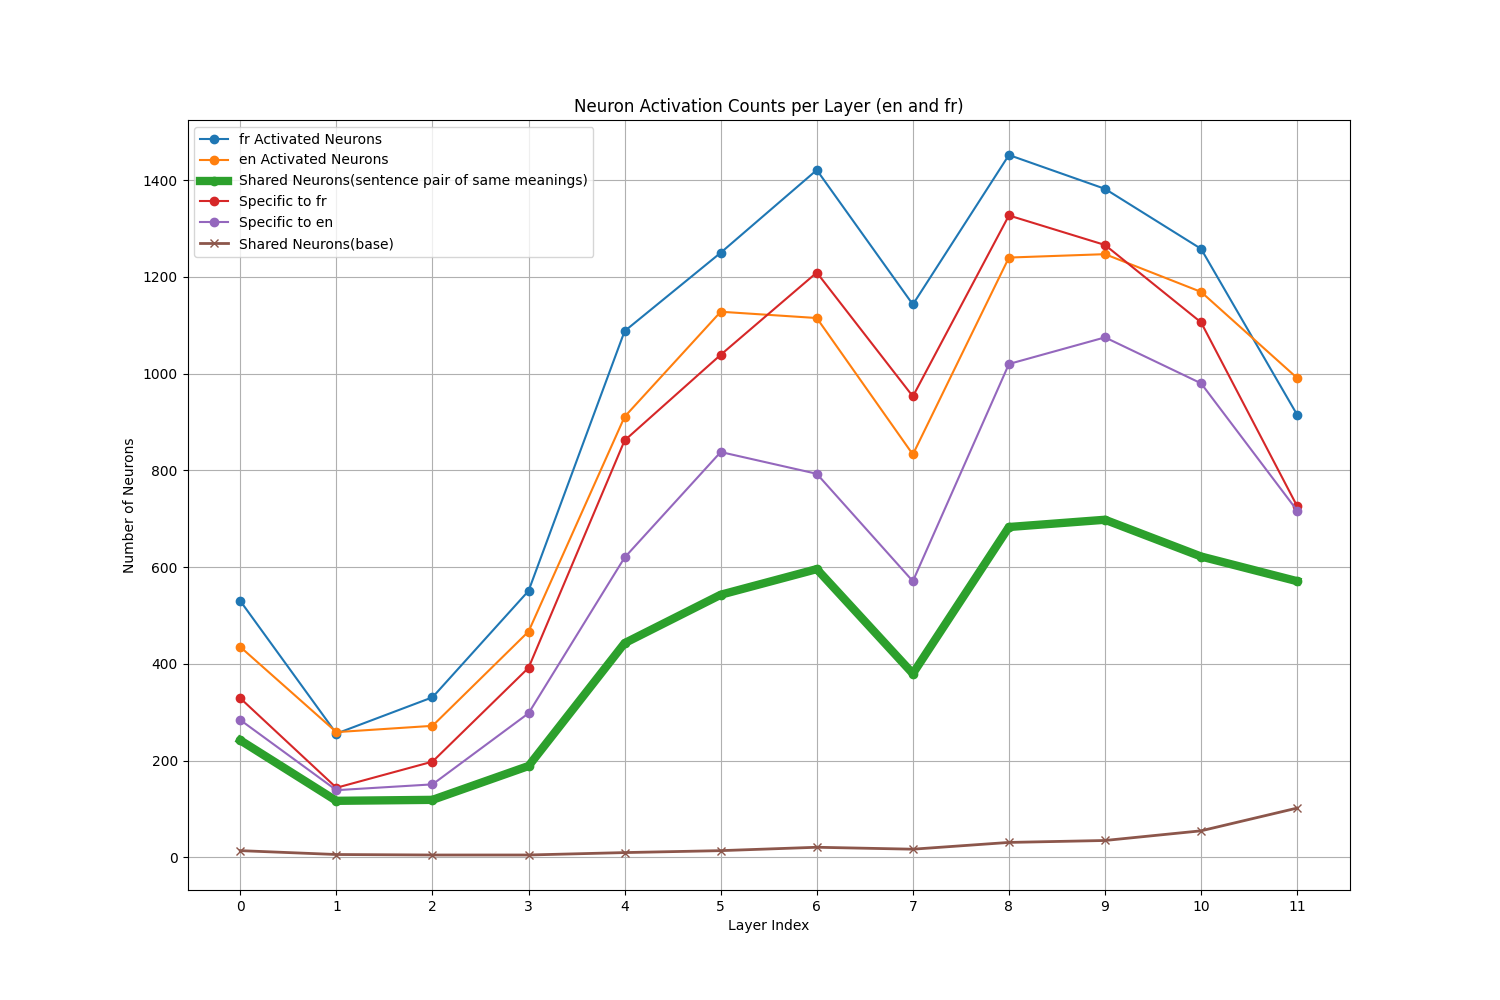 Neuron Activation Counts per Layer (en and fr)
fr Activated Neurons
en Activated Neurons
Shared Neurons(sentence pair of same meanings)
Specific to fr
Specific to en
Shared Neurons(base)
Number of Neurons
1400
1200
1000
800
600
400
200
0
0 1 2 3 4 5 6 7 8 9 10 11
Layer Index